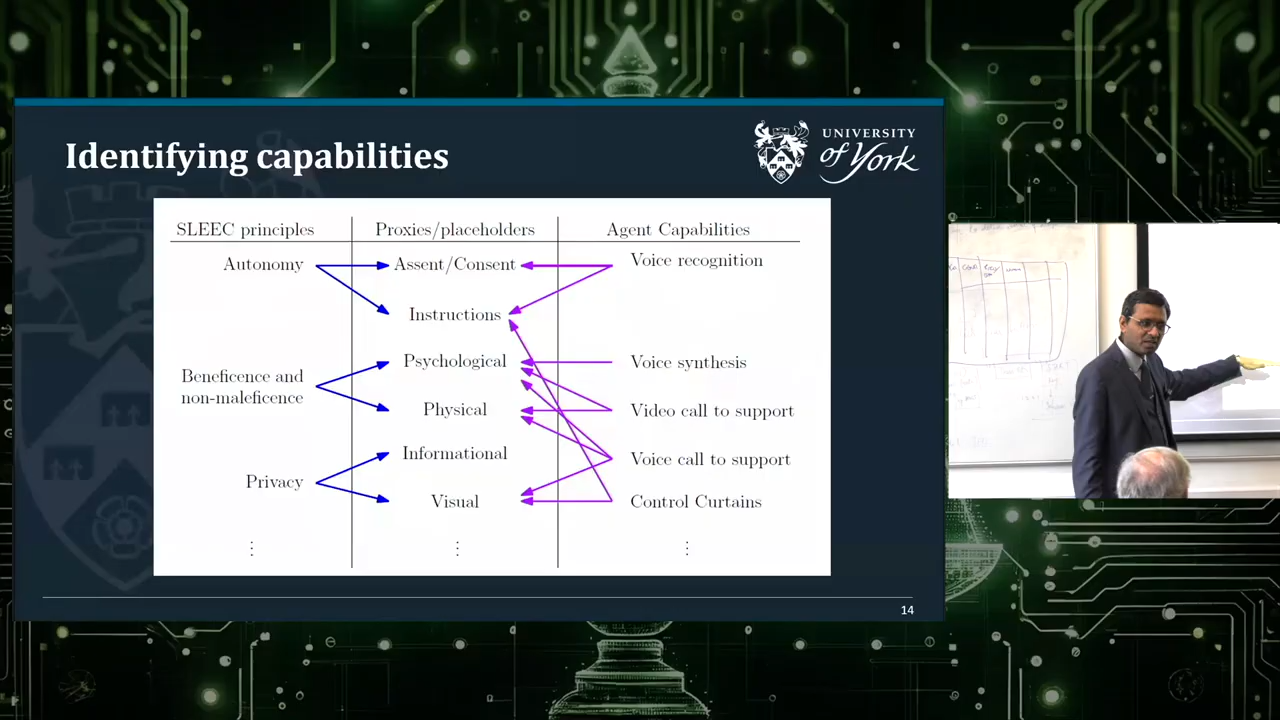 Identifying capabilities
UNIVERSITY
of York
SLEEC principles
Proxies/placeholders
Agent Capabilities
Autonomy
Assent/Consent
Voice recognition
Instructions
Psychological
Voice synthesis
Beneficence and
non-maleficence
Physical
Video call to support
Informational
Voice call to support
Privacy
Visual
Control Curtains
14